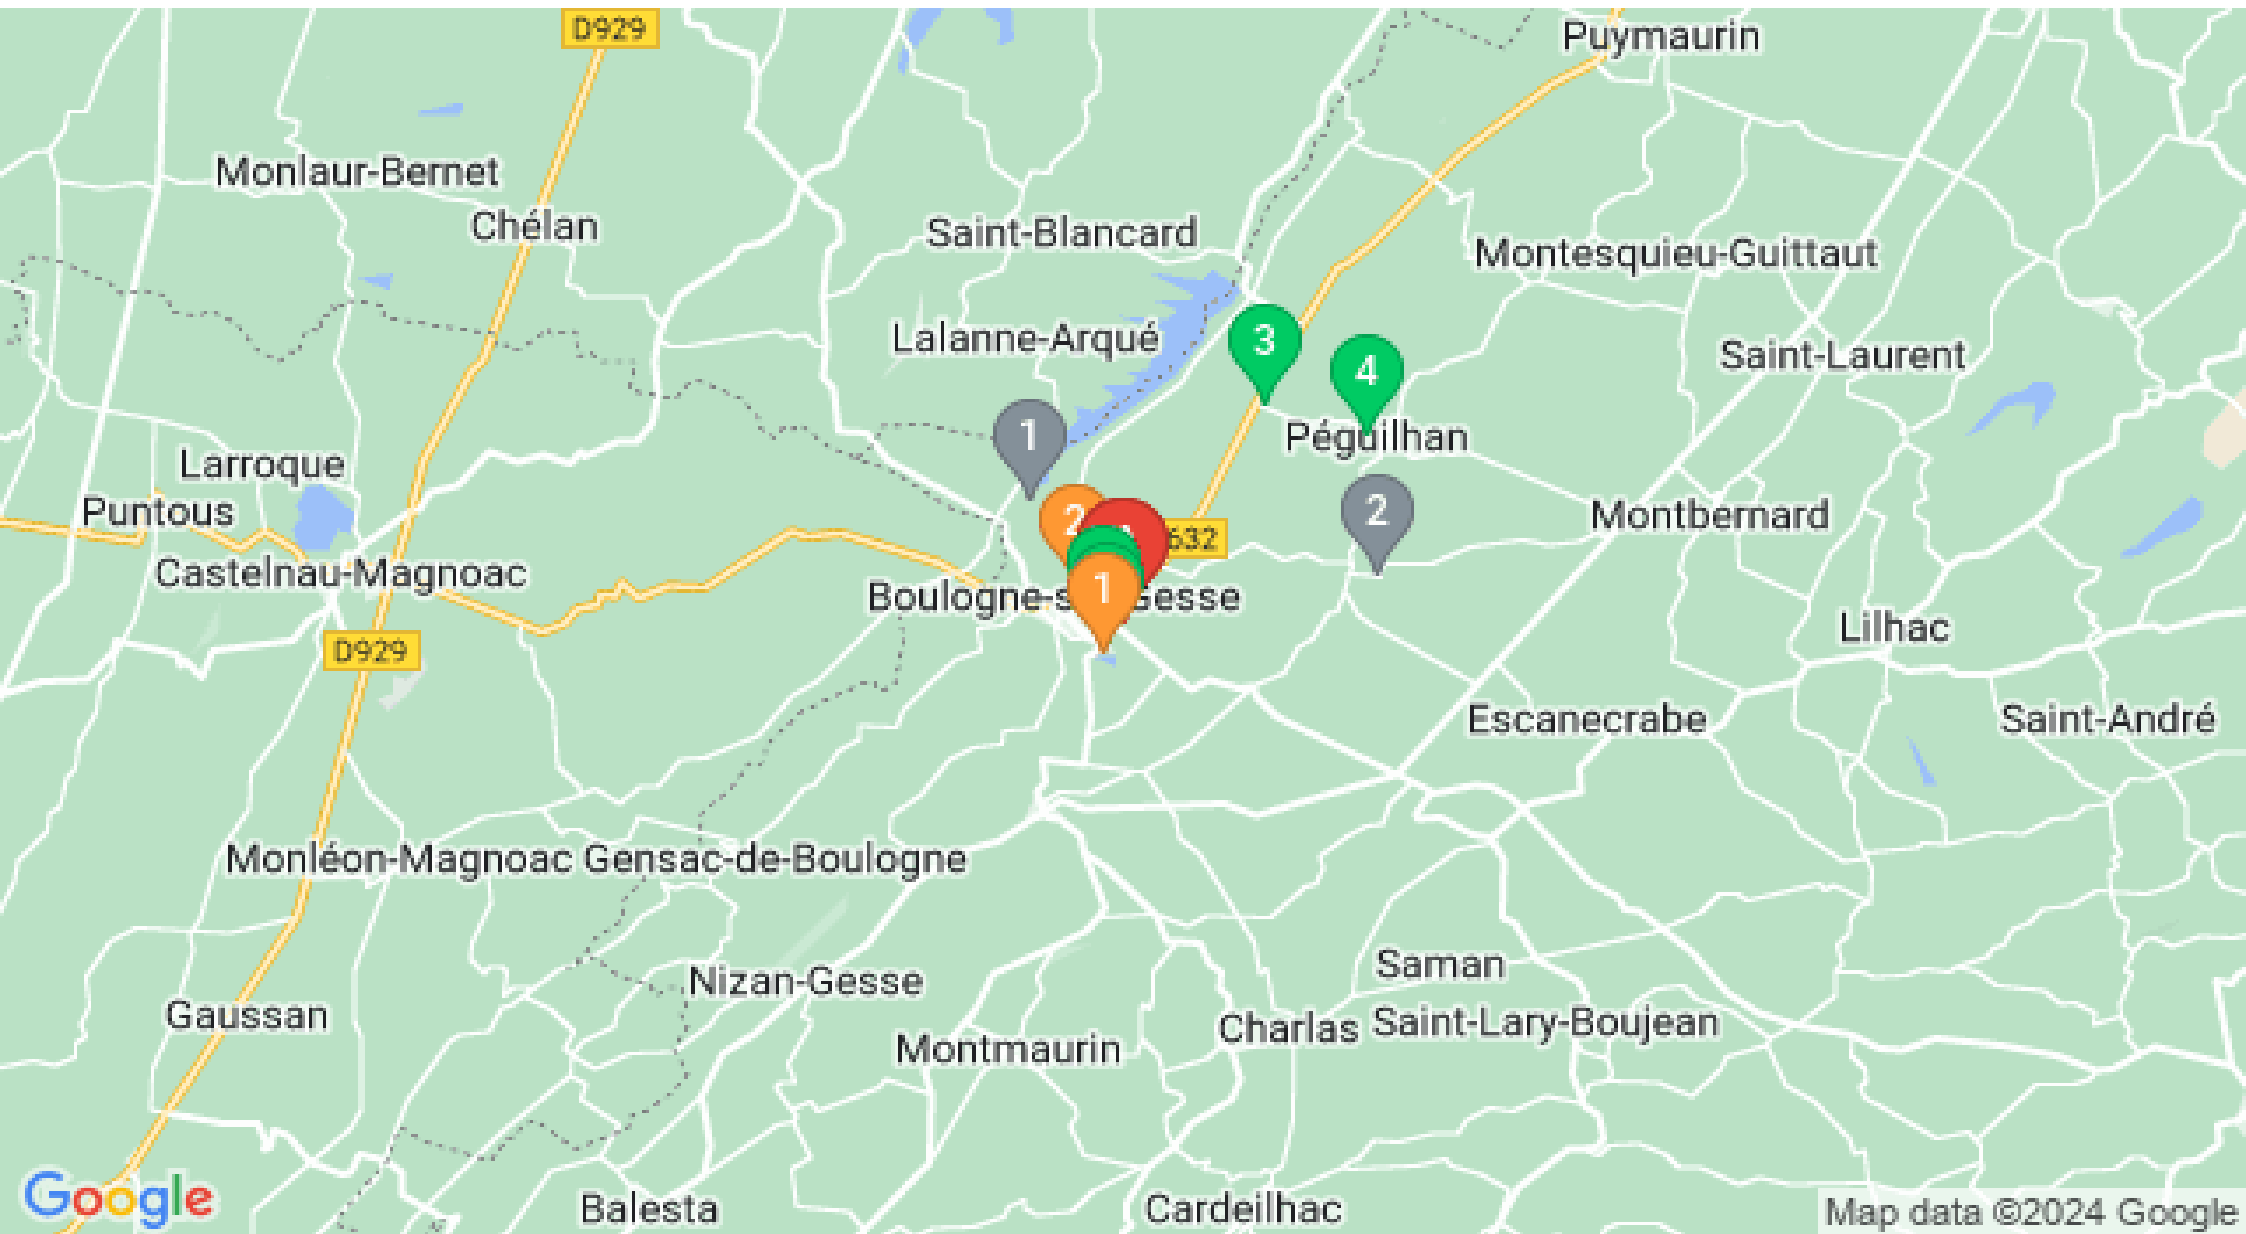 D929
Puymaurin
Monlaur-Bernet
Chélan
Saint-Blancard
Montesquieu-Guittaut
Lalanne-Arqué
3
Saint-Laurent
4
1
Péguilhan
Larroque
Puntous
2
2
Montbernard
632
Castelnau-Magnoac
1
Boulogne-s Gesse
Lilhac
D929
Escanecrabe
Saint-André
Monléon-Magnoac
Gensac-de-Boulogne
Saman
Nizan-Gesse
Gaussan
Charlas
Saint-Lary-Boujean
Montmaurin
Google
Balesta
Cardeilhac
Map data ©2024 Google